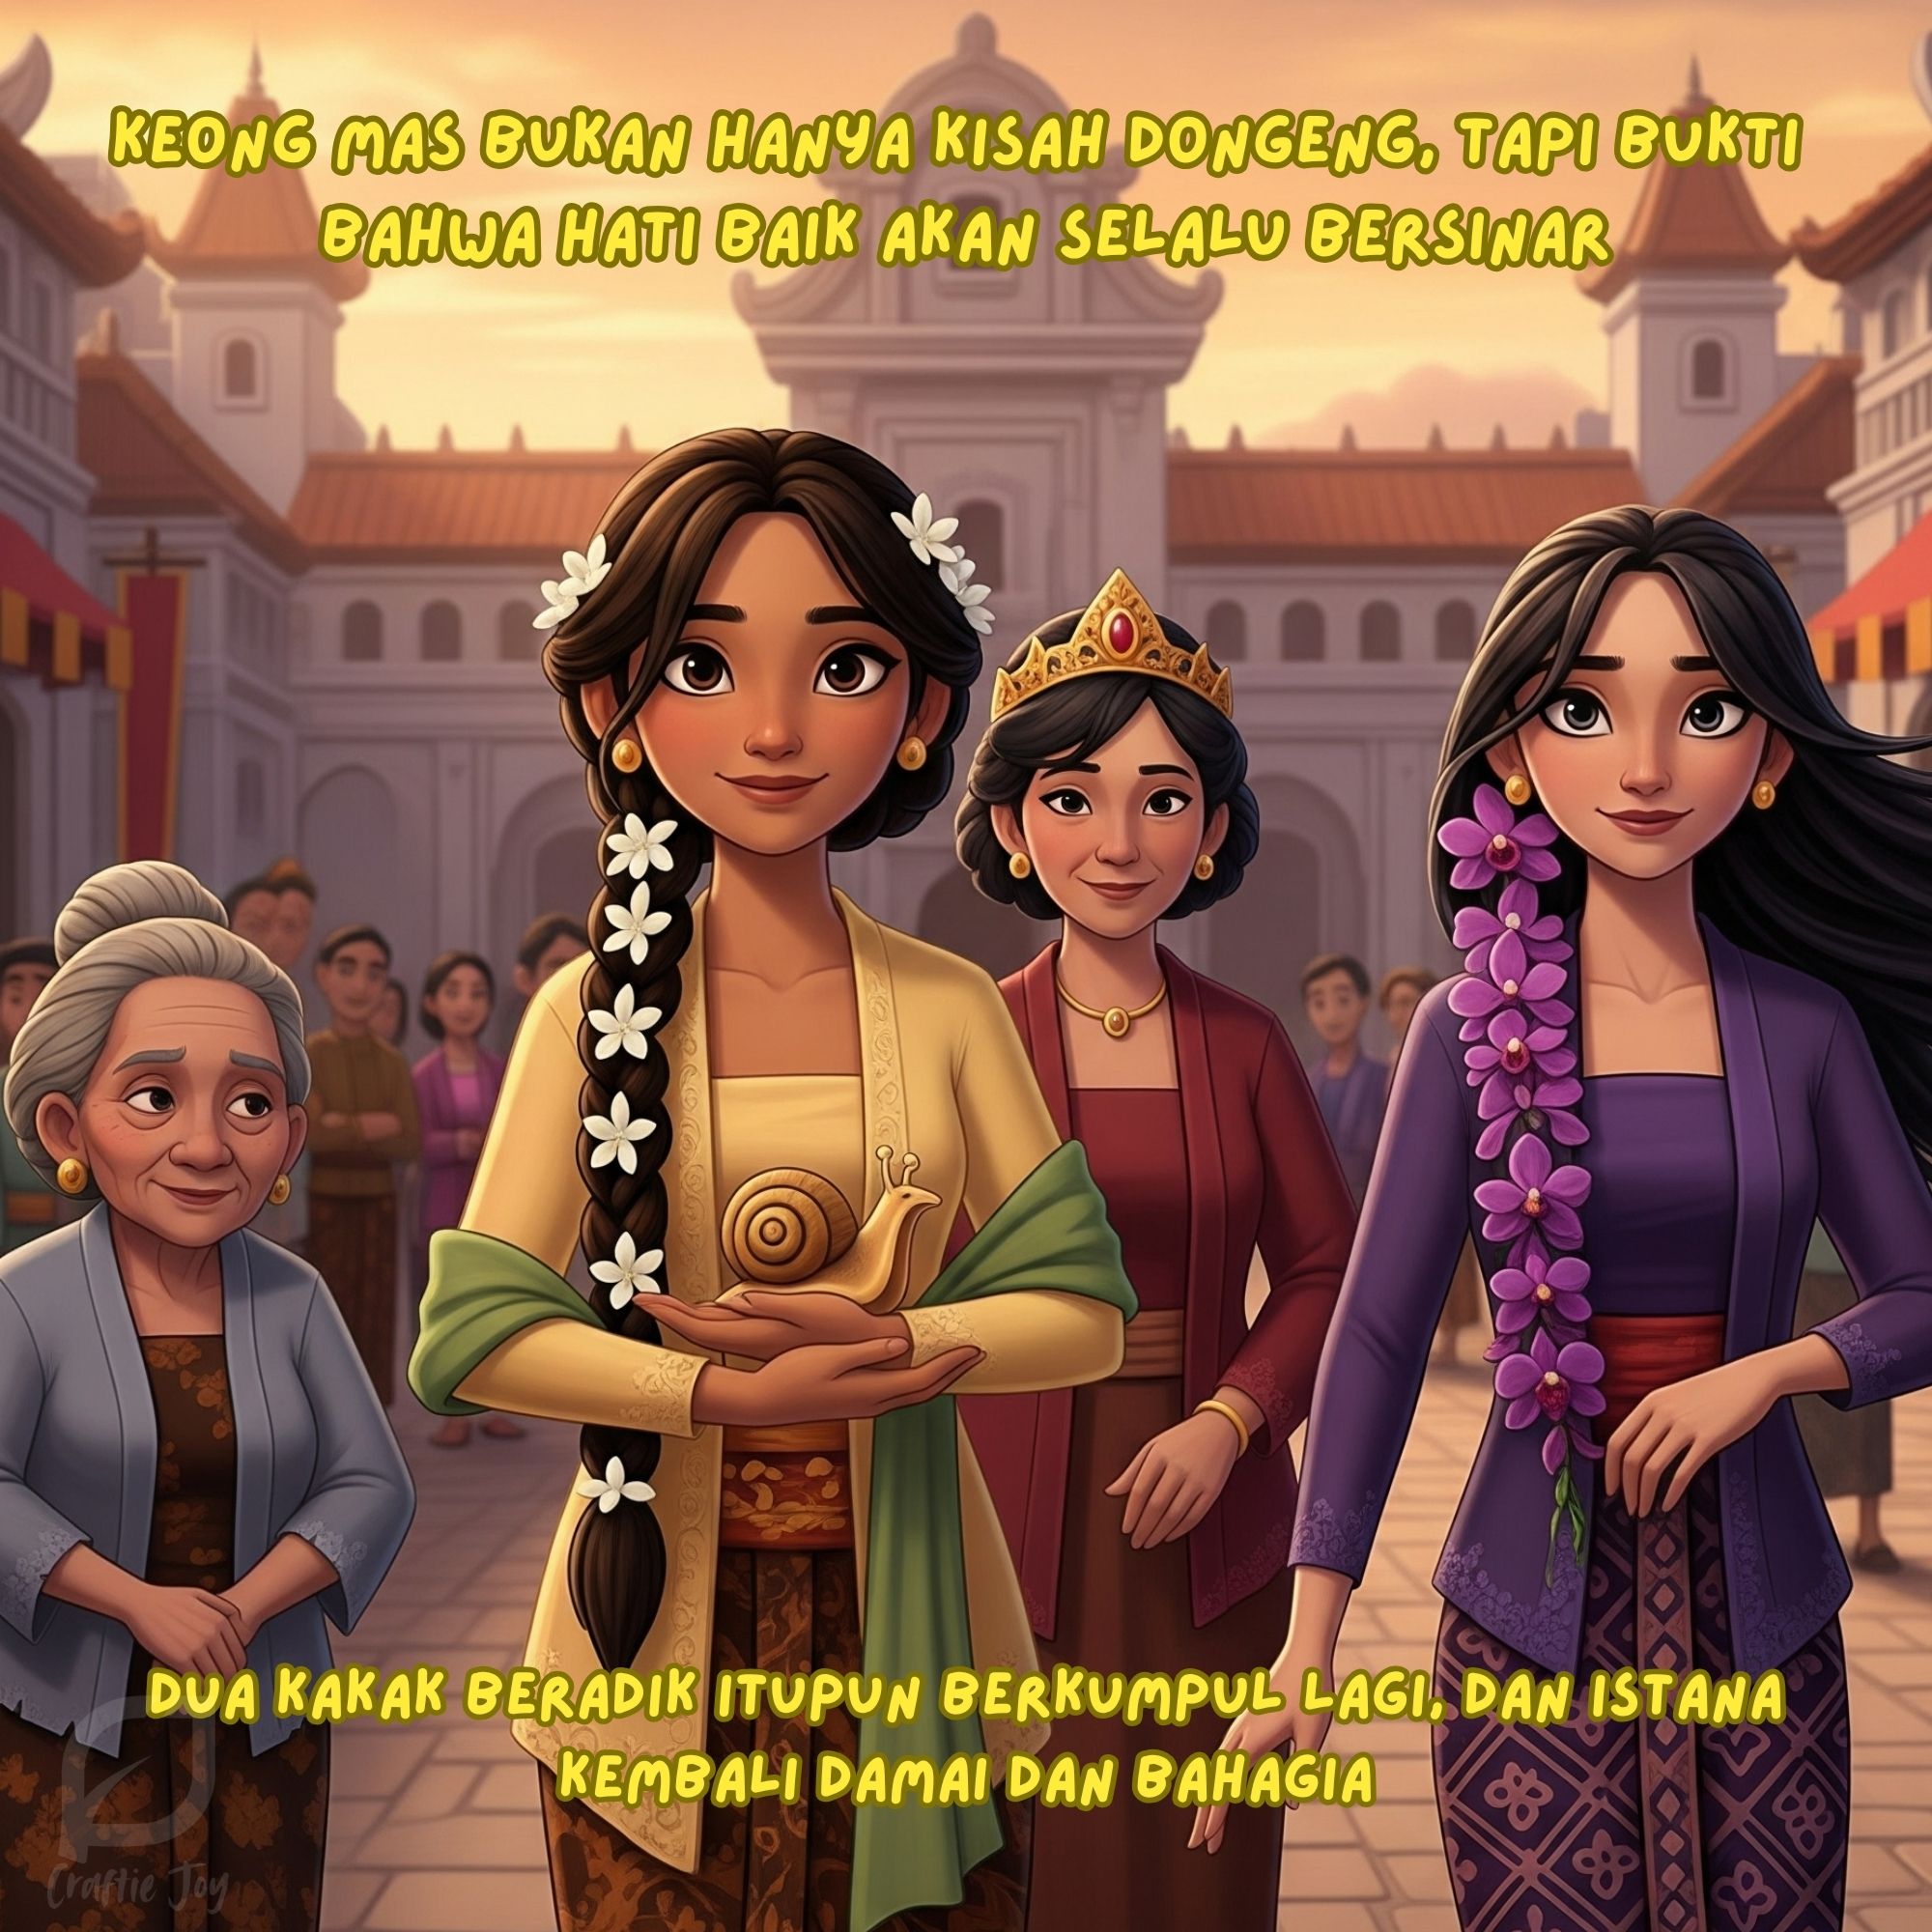 KEONG MAS BUKAN HANYA KISAH DONGENG, TAPI BUKTI
BAHWA HATI BAIK AKAN SELALU BERSINAR
DUA KAKAK BERADIK ITUPUN BERKUMPUL LAGI, DAN ISTANA
KEMBALI DAMAI DAN BAHAGIA
Craftie Joy